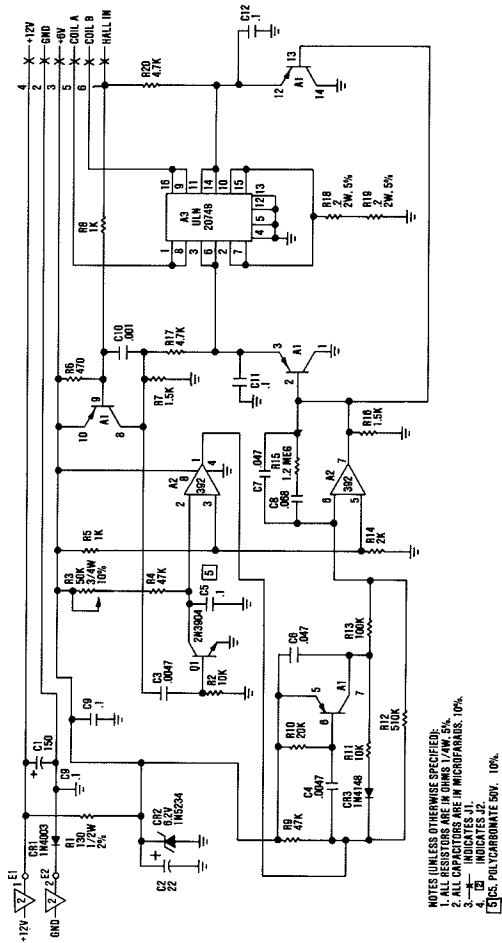 +12V
GND
+6V
COIL A
COIL B
HALL IN
4
2
3
5
6
1
+12V
2
1
E1
GND
2
2
E2
CR1
1N4003
R1
130
1/2W
2%
+
C1
150
C9
.1
C9
.1
+
C2
22
CR2
6.2V
1N5234
R3
50K
3/4W
10%
R4
47K
R5
1K
R6
470
10
9
A1
8
C10
.001
R8
1K
R7
1.5K
R17
4.7K
R20
4.7K
C12
.1
12
13
A1
14
1
8
3
6
2
7
A3
ULN
2074B
4
5
12
13
16
9
11
14
10
15
R18
2
2W, 5%
R19
2
2W, 5%
C3
.0047
R2
10K
Q1
2N3904
C5
.1
5
2
3
A2
8
392
1
4
C11
.1
3
2
A1
1
C7
.047
R15
1.2 MEG
C8
.068
6
5
A2
392
7
R16
1.5K
R14
2K
R9
47K
C4
.0047
R10
20K
5
6
A1
7
C6
.047
CR3
1N4148
R11
10K
R13
100K
R12
510K
NOTES (UNLESS OTHERWISE SPECIFIED):
1. ALL RESISTORS ARE IN OHMS 1/4W, 5%.
2. ALL CAPACITORS ARE IN MICROFARADS, 10%.
3. INDICATES J1.
4. 2 INDICATES J2.
5 C5, POLYCARBONATE 50V, 10%.